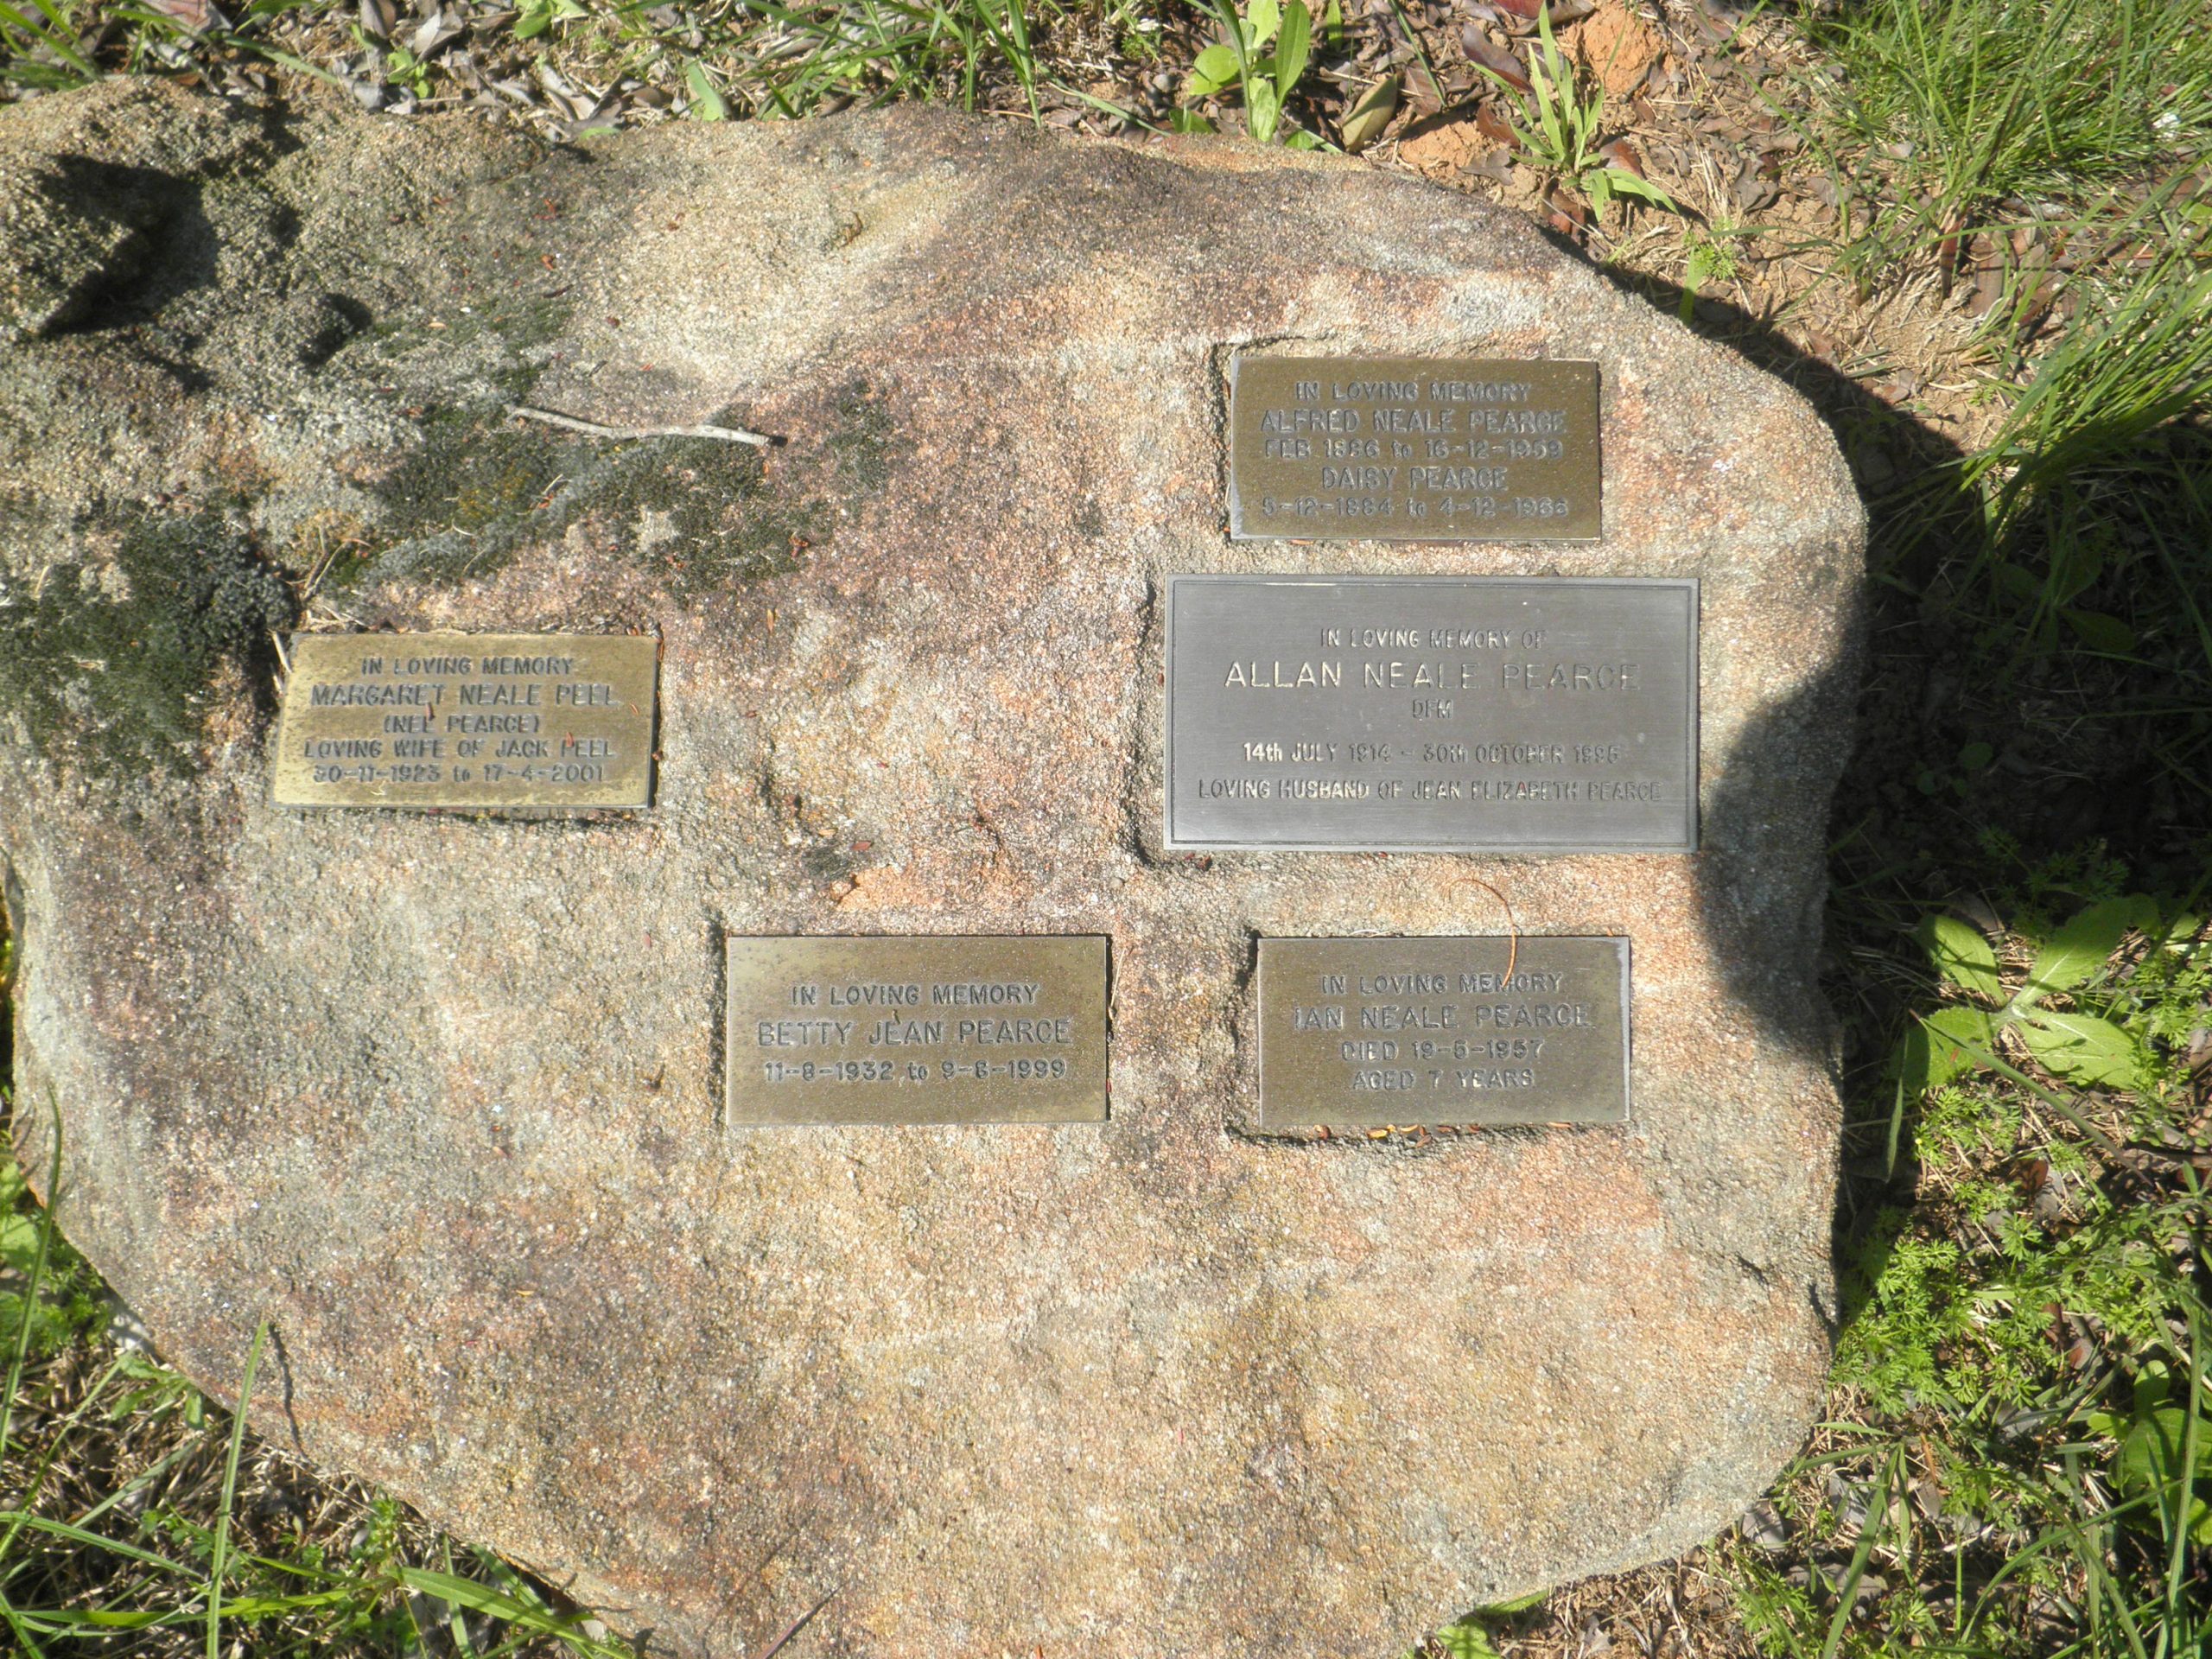 IN LOVING MEMORY
ALFRED NEALE PEARCE
FEB 1886 to 16-12-1959
DAISY PEARCE
5-12-1884 to 4-12-1966
IN LOVING MEMORY OF
ALLAN NEALE PEARCE
DFM
14th JULY 1914 - 30th OCTOBER 1995
LOVING HUSBAND OF JEAN ELIZABETH PEARCE
IN LOVING MEMORY
MARGARET NEALE PEEL
(NEE PEARCE)
LOVING WIFE OF JACK PEEL
30-11-1923 to 17-4-2001
IN LOVING MEMORY
BETTY JEAN PEARCE
11-8-1932 to 9-8-1999
IN LOVING MEMORY
IAN NEALE PEARCE
DIED 19-5-1957
AGED 7 YEARS